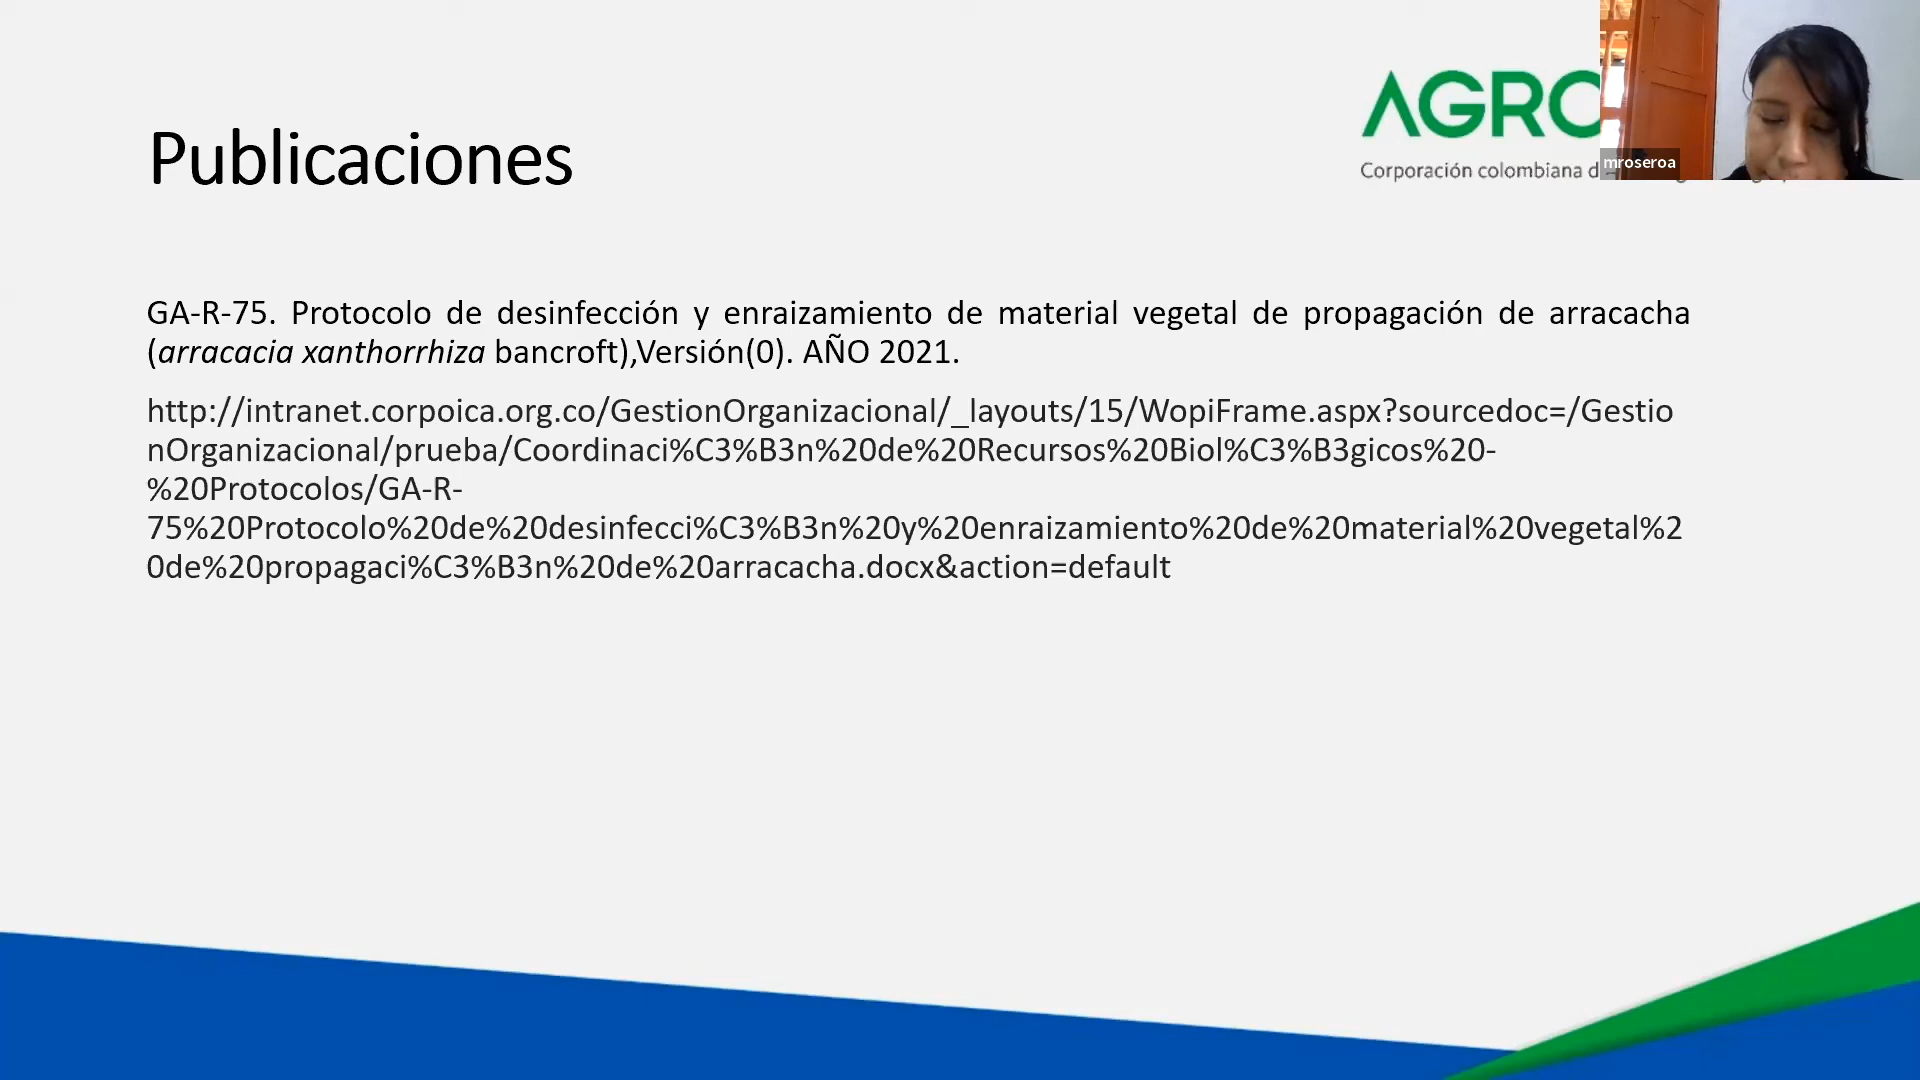 Publicaciones
AGRO
Corporación colombiana d
mroseroa
GA-R-75. Protocolo de desinfección y enraizamiento de material vegetal de propagación de arracacha
(arracacia xanthorrhiza bancroft),Versión(0). AÑO 2021.
http://intranet.corpoica.org.co/GestionOrganizacional/_layouts/15/WopiFrame.aspx?sourcedoc=/Gestio
nOrganizacional/prueba/Coordinaci%C3%B3n%20de%20Recursos%20Biol%C3%B3gicos%20-
%20Protocolos/GA-R-
75%20Protocolo%20de%20desinfecci%C3%B3n%20y%20enraizamiento%20de%20material%20vegetal%2
0de%20propagaci%C3%B3n%20de%20arracacha.docx&action=default